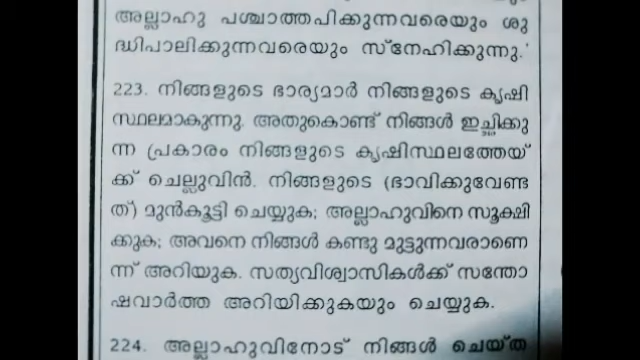 അല്ലാഹു പശ്ചാത്തപിക്കുന്നവരെയും ശു
ദ്ധിപാലിക്കുന്നവരെയും സ്നേഹിക്കുന്നു.'
223. നിങ്ങളുടെ ഭാര്യമാർ നിങ്ങളുടെ കൃഷി
സ്ഥലമാകുന്നു. അതുകൊണ്ട് നിങ്ങൾ ഇച്ഛിക്കു
ന്ന പ്രകാരം നിങ്ങളുടെ കൃഷിസ്ഥലത്തേയ്
ക്ക് ചെല്ലുവിൻ. നിങ്ങളുടെ (ഭാവിക്കുവേണ്ട
ത്) മുൻകൂട്ടി ചെയ്യുക; അല്ലാഹുവിനെ സൂക്ഷി
ക്കുക; അവനെ നിങ്ങൾ കണ്ടു മുട്ടുന്നവരാണെ
ന്ന് അറിയുക. സത്യവിശ്വാസികൾക്ക് സന്തോ
ഷവാർത്ത അറിയിക്കുകയും ചെയ്യുക.
224. അല്ലാഹുവിനോട് നിങ്ങൾ ചെയ്ത